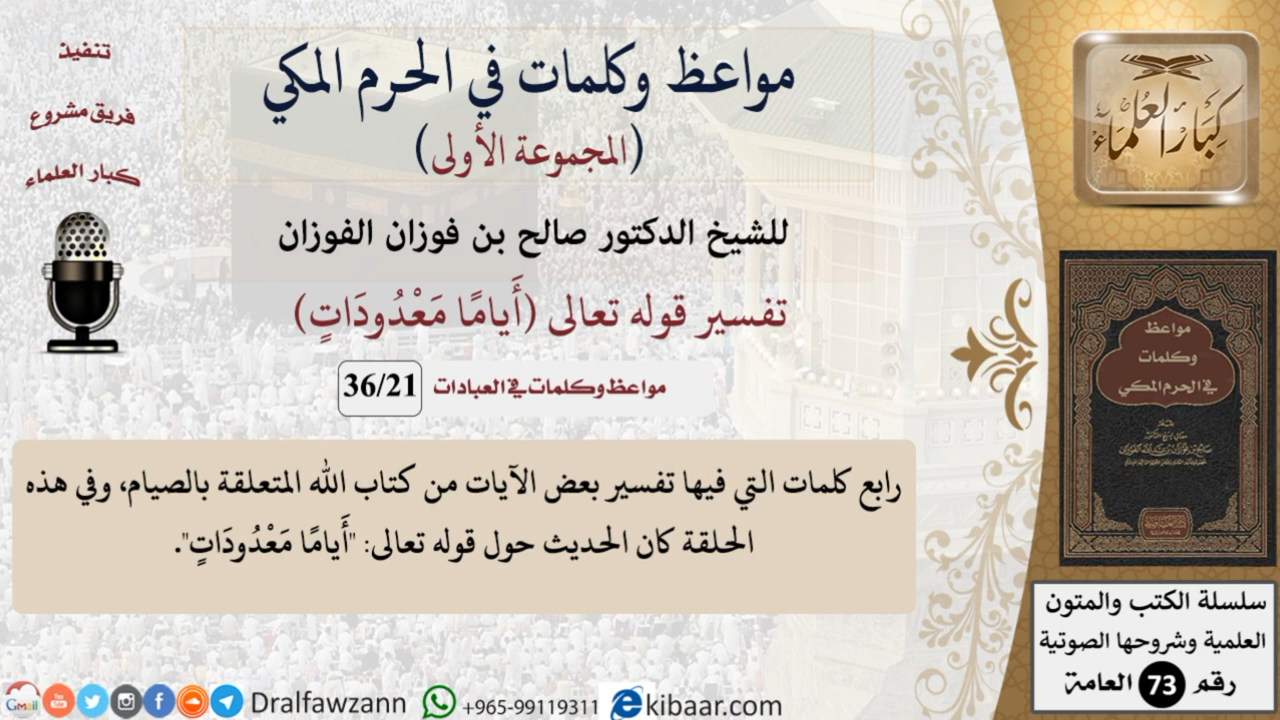 مواعظ وكلمات في الحرم المكي
(المجموعة الأولى)
للشيخ الدكتور صالح بن فوزان الفوزان
تفسير قوله تعالى (أَيامًا مَعْدُودَاتٍ)
مواعظ وكلمات في العبادات 36/21
رابع كلمات التي فيها تفسير بعض الآيات من كتاب الله المتعلقة بالصيام، وفي هذه
الحلقة كان الحديث حول قوله تعالى: "أَيامًا مَعْدُودَاتٍ".
تنفيذ
فريق مشروع
كبار العلماء
كبار العلماء
مواعظ
وكلمات
في الحرم المكي
سلسلة الكتب والمتون
العلمية وشروحها الصوتية
رقم 73 العامة
Gmail You Tube Dralfawzann +965-99119311 ekibaar.com